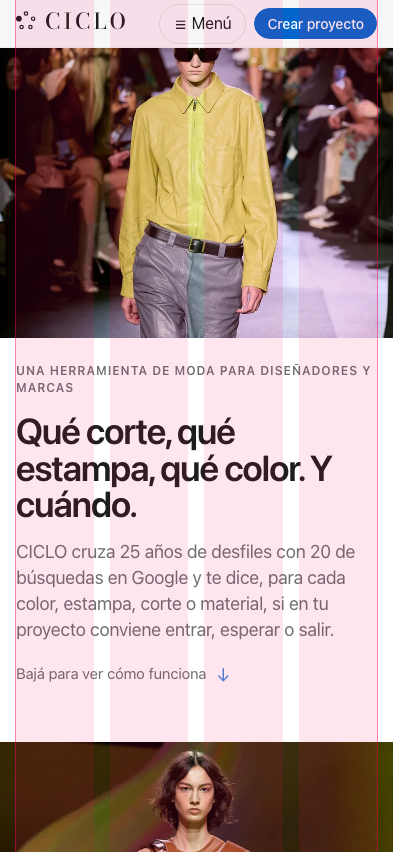 CICLO
Menú
Crear proyecto
UNA HERRAMIENTA DE MODA PARA DISEÑADORES Y
MARCAS
Qué corte, qué
estampa, qué color. Y
cuándo.
CICLO cruza 25 años de desfiles con 20 de
búsquedas en Google y te dice, para cada
color, estampa, corte o material, si en tu
proyecto conviene entrar, esperar o salir.
Bajá para ver cómo funciona